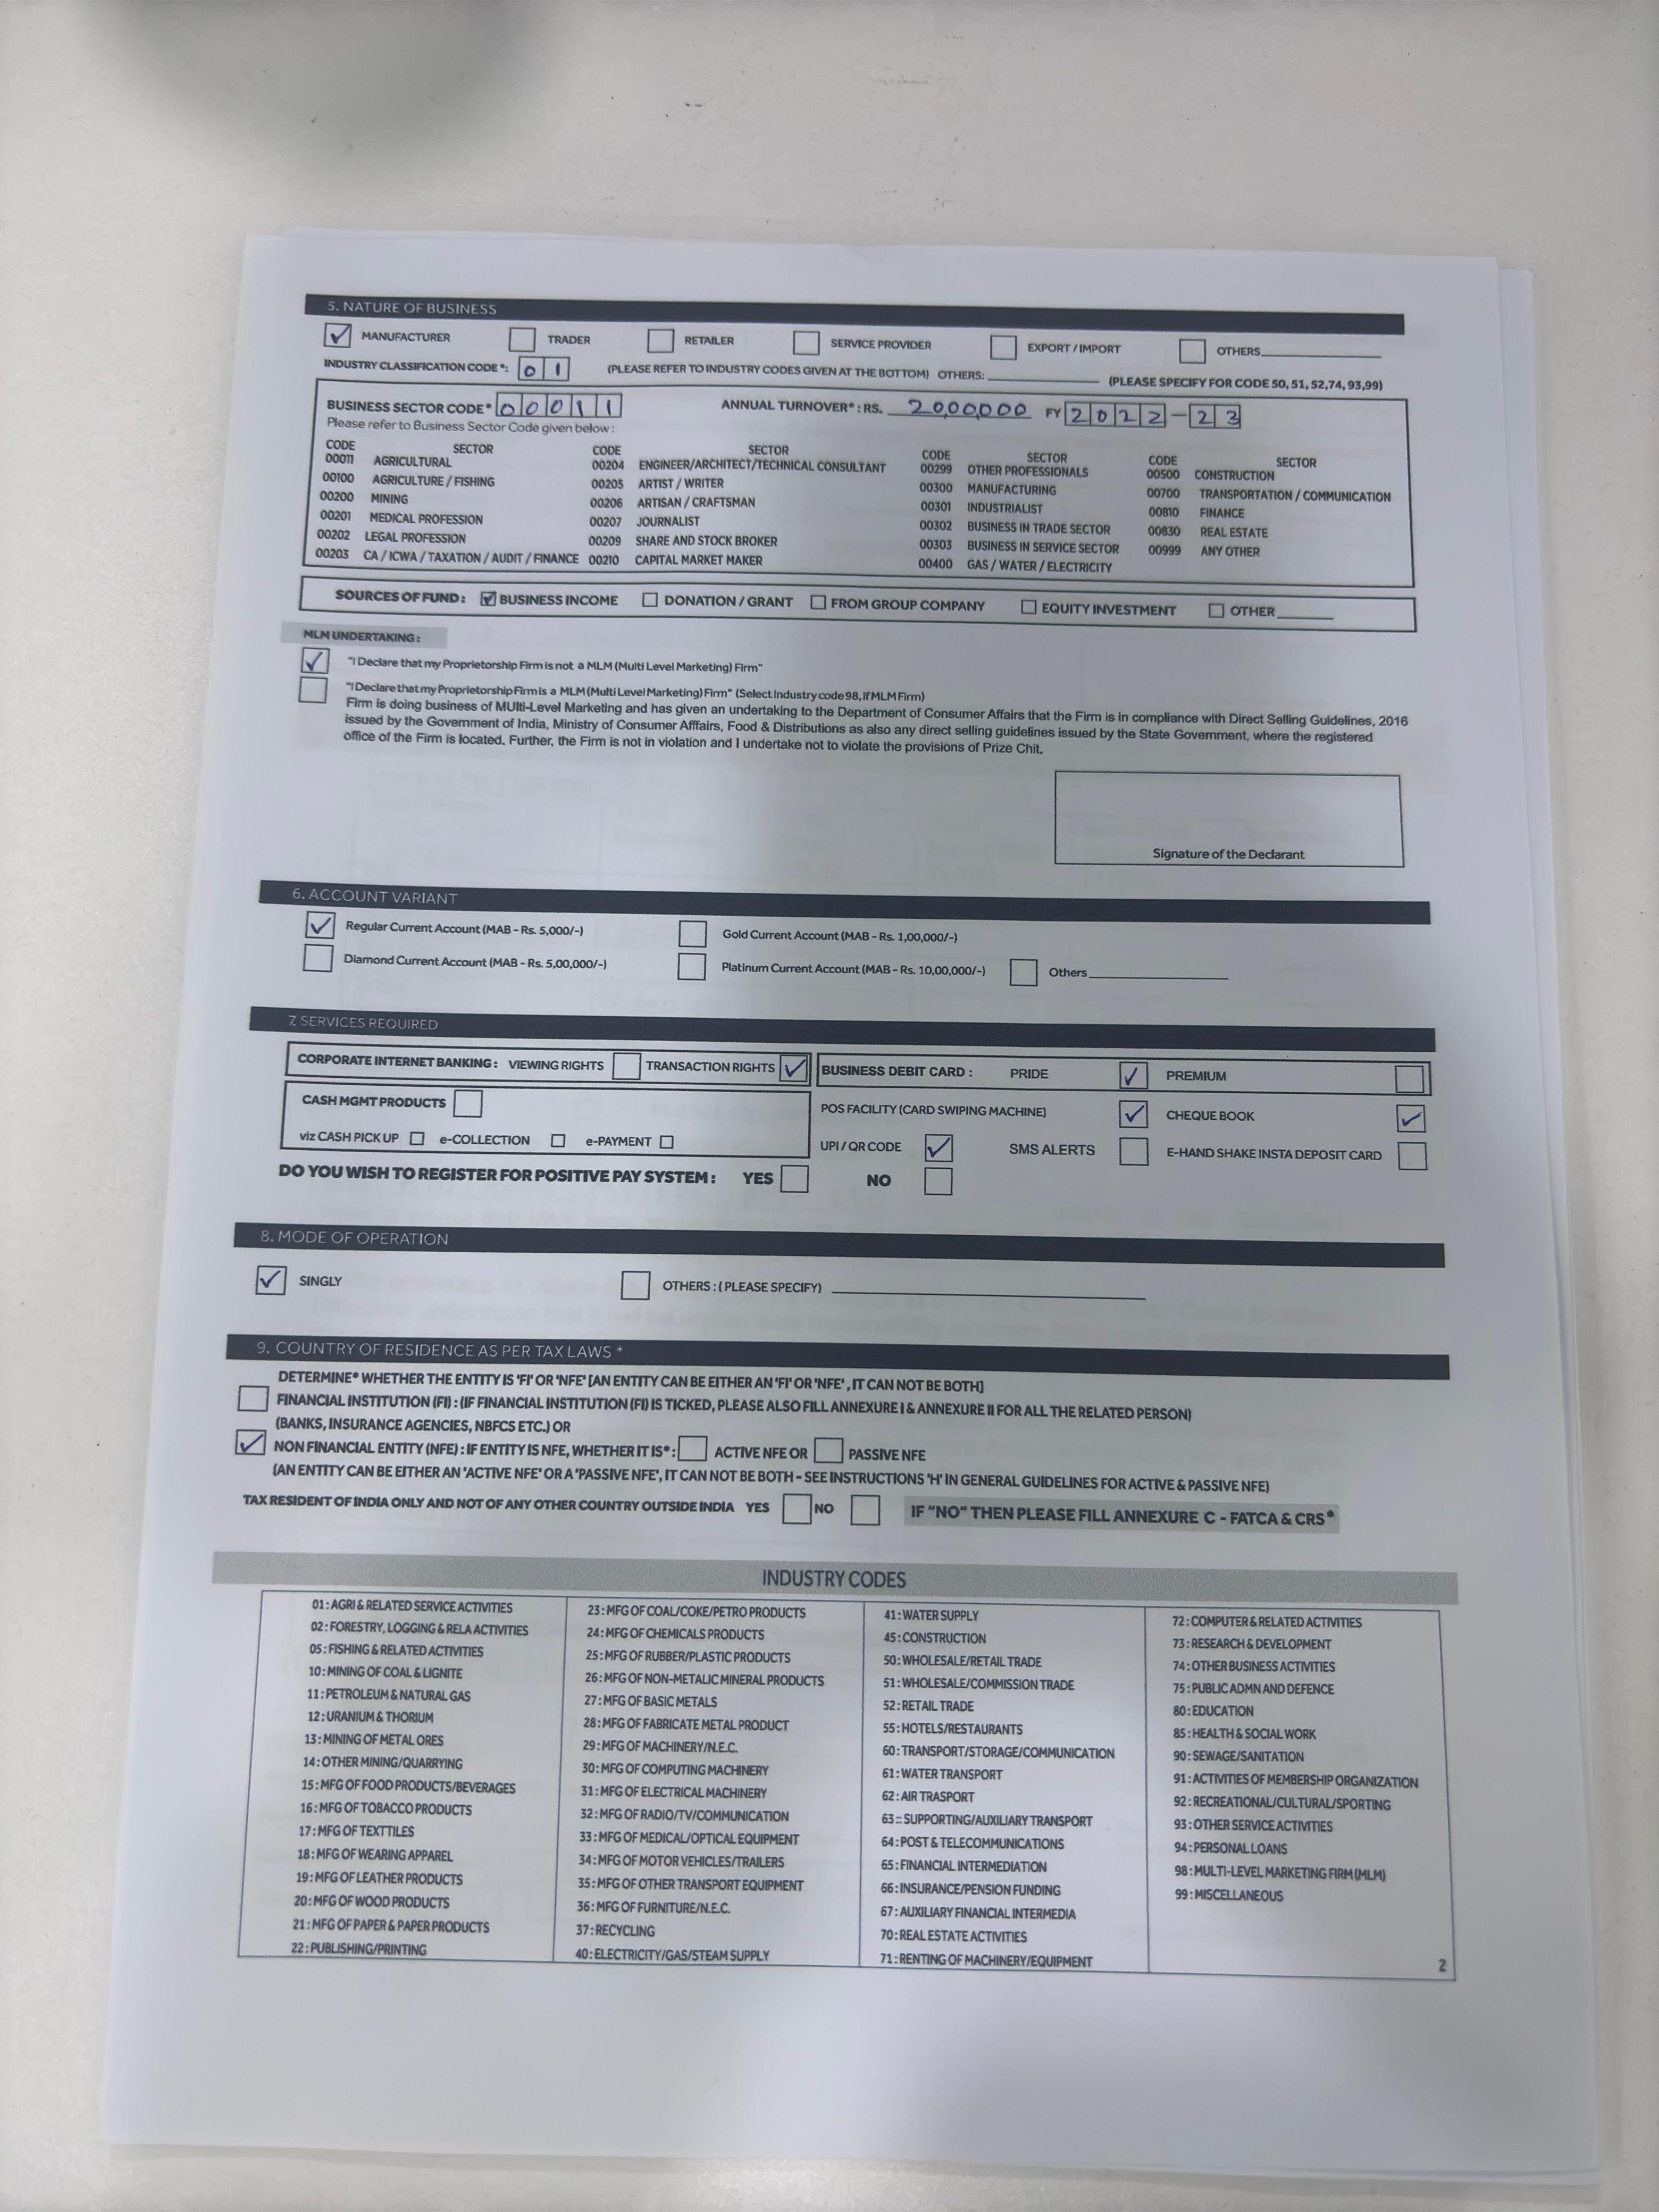 5. NATURE OF BUSINESS
MANUFACTURER TRADER RETAILER SERVICE PROVIDER EXPORT / IMPORT OTHERS
INDUSTRY CLASSIFICATION CODE*: 0 1 (PLEASE REFER TO INDUSTRY CODES GIVEN AT THE BOTTOM) OTHERS: (PLEASE SPECIFY FOR CODE 50, 51, 52,74, 93,99)
BUSINESS SECTOR CODE* 0 0 0 1 1 ANNUAL TURNOVER* : RS. 20,00,000 FY 2 0 2 2 - 2 3
Please refer to Business Sector Code given below :
CODE SECTOR CODE SECTOR CODE SECTOR CODE SECTOR
00011 AGRICULTURAL 00204 ENGINEER/ARCHITECT/TECHNICAL CONSULTANT 00299 OTHER PROFESSIONALS 00500 CONSTRUCTION
00100 AGRICULTURE / FISHING 00205 ARTIST / WRITER 00300 MANUFACTURING 00700 TRANSPORTATION / COMMUNICATION
00200 MINING 00206 ARTISAN / CRAFTSMAN 00301 INDUSTRIALIST 00810 FINANCE
00201 MEDICAL PROFESSION 00207 JOURNALIST 00302 BUSINESS IN TRADE SECTOR 00830 REAL ESTATE
00202 LEGAL PROFESSION 00209 SHARE AND STOCK BROKER 00303 BUSINESS IN SERVICE SECTOR 00999 ANY OTHER
00203 CA / ICWA / TAXATION / AUDIT / FINANCE 00210 CAPITAL MARKET MAKER 00400 GAS / WATER / ELECTRICITY
SOURCES OF FUND : BUSINESS INCOME DONATION / GRANT FROM GROUP COMPANY EQUITY INVESTMENT OTHER
MLM UNDERTAKING :
"I Declare that my Proprietorship Firm is not a MLM (Multi Level Marketing) Firm"
"I Declare that my Proprietorship Firm is a MLM (Multi Level Marketing) Firm" (Select Industry code 98, if MLM Firm)
Firm is doing business of MUlti-Level Marketing and has given an undertaking to the Department of Consumer Affairs that the Firm is in compliance with Direct Selling Guidelines, 2016
issued by the Government of India, Ministry of Consumer Afffairs, Food & Distributions as also any direct selling guidelines issued by the State Government, where the registered
office of the Firm is located. Further, the Firm is not in violation and I undertake not to violate the provisions of Prize Chit.
Signature of the Declarant
6. ACCOUNT VARIANT
Regular Current Account (MAB - Rs. 5,000/-) Gold Current Account (MAB - Rs. 1,00,000/-)
Diamond Current Account (MAB - Rs. 5,00,000/-) Platinum Current Account (MAB - Rs. 10,00,000/-) Others
7. SERVICES REQUIRED
CORPORATE INTERNET BANKING : VIEWING RIGHTS TRANSACTION RIGHTS BUSINESS DEBIT CARD : PRIDE PREMIUM
CASH MGMT PRODUCTS POS FACILITY (CARD SWIPING MACHINE) CHEQUE BOOK
viz CASH PICK UP e-COLLECTION e-PAYMENT UPI / QR CODE SMS ALERTS E-HAND SHAKE INSTA DEPOSIT CARD
DO YOU WISH TO REGISTER FOR POSITIVE PAY SYSTEM : YES NO
8. MODE OF OPERATION
SINGLY OTHERS : ( PLEASE SPECIFY)
9. COUNTRY OF RESIDENCE AS PER TAX LAWS *
DETERMINE* WHETHER THE ENTITY IS 'FI' OR 'NFE' [AN ENTITY CAN BE EITHER AN 'FI' OR 'NFE' , IT CAN NOT BE BOTH]
FINANCIAL INSTITUTION (FI) : (IF FINANCIAL INSTITUTION (FI) IS TICKED, PLEASE ALSO FILL ANNEXURE I & ANNEXURE II FOR ALL THE RELATED PERSON)
(BANKS, INSURANCE AGENCIES, NBFCS ETC.) OR
NON FINANCIAL ENTITY (NFE) : IF ENTITY IS NFE, WHETHER IT IS* : ACTIVE NFE OR PASSIVE NFE
(AN ENTITY CAN BE EITHER AN 'ACTIVE NFE' OR A 'PASSIVE NFE', IT CAN NOT BE BOTH - SEE INSTRUCTIONS 'H' IN GENERAL GUIDELINES FOR ACTIVE & PASSIVE NFE)
TAX RESIDENT OF INDIA ONLY AND NOT OF ANY OTHER COUNTRY OUTSIDE INDIA YES NO IF "NO" THEN PLEASE FILL ANNEXURE C - FATCA & CRS*
INDUSTRY CODES
01 : AGRI & RELATED SERVICE ACTIVITIES
02 : FORESTRY, LOGGING & RELA ACTIVITIES
05 : FISHING & RELATED ACTIVITIES
10 : MINING OF COAL & LIGNITE
11 : PETROLEUM & NATURAL GAS
12 : URANIUM & THORIUM
13 : MINING OF METAL ORES
14 : OTHER MINING/QUARRYING
15 : MFG OF FOOD PRODUCTS/BEVERAGES
16 : MFG OF TOBACCO PRODUCTS
17 : MFG OF TEXTTILES
18 : MFG OF WEARING APPAREL
19 : MFG OF LEATHER PRODUCTS
20 : MFG OF WOOD PRODUCTS
21 : MFG OF PAPER & PAPER PRODUCTS
22 : PUBLISHING/PRINTING
23 : MFG OF COAL/COKE/PETRO PRODUCTS
24 : MFG OF CHEMICALS PRODUCTS
25 : MFG OF RUBBER/PLASTIC PRODUCTS
26 : MFG OF NON-METALIC MINERAL PRODUCTS
27 : MFG OF BASIC METALS
28 : MFG OF FABRICATE METAL PRODUCT
29 : MFG OF MACHINERY/N.E.C.
30 : MFG OF COMPUTING MACHINERY
31 : MFG OF ELECTRICAL MACHINERY
32 : MFG OF RADIO/TV/COMMUNICATION
33 : MFG OF MEDICAL/OPTICAL EQUIPMENT
34 : MFG OF MOTOR VEHICLES/TRAILERS
35 : MFG OF OTHER TRANSPORT EQUIPMENT
36 : MFG OF FURNITURE/N.E.C.
37 : RECYCLING
40 : ELECTRICITY/GAS/STEAM SUPPLY
41 : WATER SUPPLY
45 : CONSTRUCTION
50 : WHOLESALE/RETAIL TRADE
51 : WHOLESALE/COMMISSION TRADE
52 : RETAIL TRADE
55 : HOTELS/RESTAURANTS
60 : TRANSPORT/STORAGE/COMMUNICATION
61 : WATER TRANSPORT
62 : AIR TRASPORT
63 :: SUPPORTING/AUXILIARY TRANSPORT
64 : POST & TELECOMMUNICATIONS
65 : FINANCIAL INTERMEDIATION
66 : INSURANCE/PENSION FUNDING
67 : AUXILIARY FINANCIAL INTERMEDIA
70 : REAL ESTATE ACTIVITIES
71 : RENTING OF MACHINERY/EQUIPMENT
72 : COMPUTER & RELATED ACTIVITIES
73 : RESEARCH & DEVELOPMENT
74 : OTHER BUSINESS ACTIVITIES
75 : PUBLIC ADMN AND DEFENCE
80 : EDUCATION
85 : HEALTH & SOCIAL WORK
90 : SEWAGE/SANITATION
91 : ACTIVITIES OF MEMBERSHIP ORGANIZATION
92 : RECREATIONAL/CULTURAL/SPORTING
93 : OTHER SERVICE ACTIVITIES
94 : PERSONAL LOANS
98 : MULTI-LEVEL MARKETING FIRM (MLM)
99 : MISCELLANEOUS
2